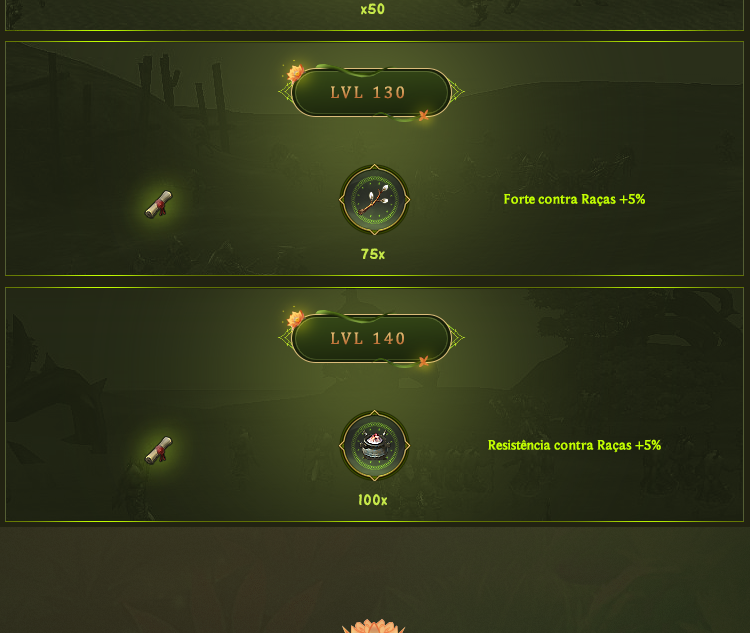 x50
LVL 130
Forte contra Raças +5%
75x
LVL 140
Resistência contra Raças +5%
100x